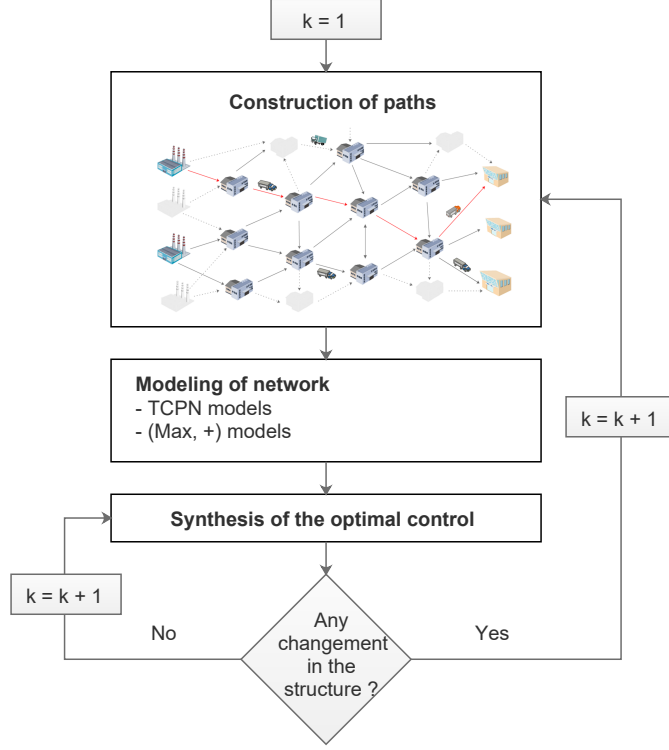 k = 1
Construction of paths
Modeling of network
- TCPN models
- (Max, +) models
k = k + 1
Synthesis of the optimal control
k = k + 1
Any
changement
in the
structure ?
No
Yes